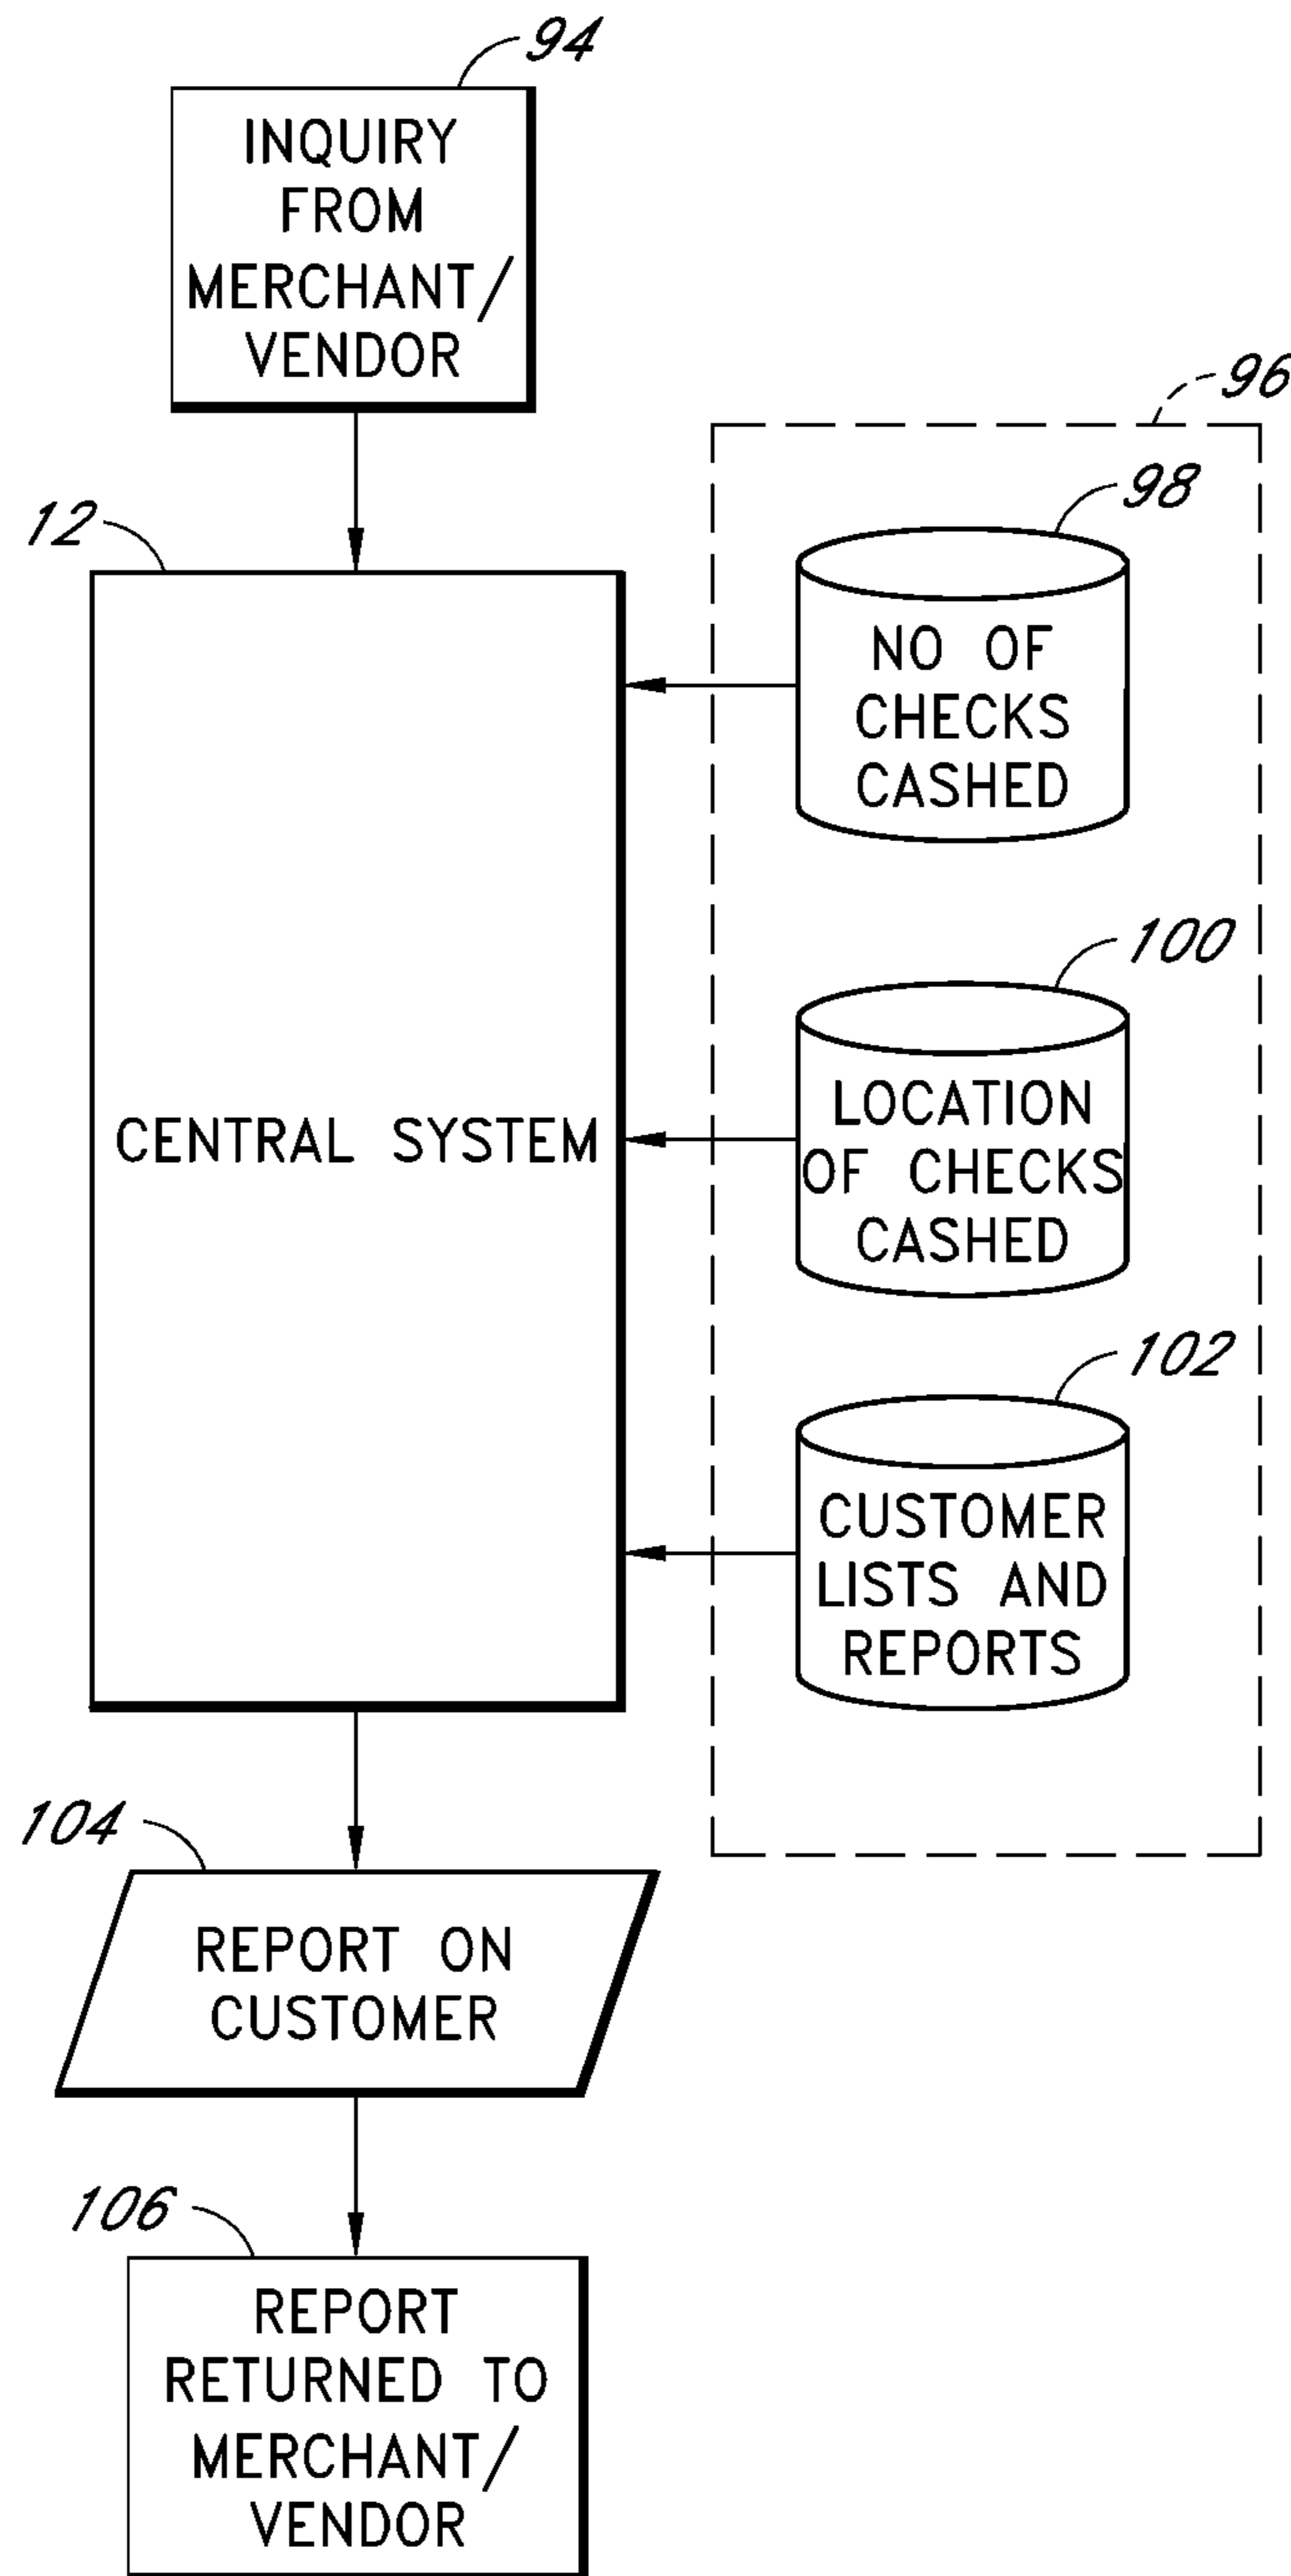 94
INQUIRY
FROM
MERCHANT/
VENDOR
96
12
98
NO OF
CHECKS
CASHED
100
CENTRAL SYSTEM
LOCATION
OF CHECKS
CASHED
102
CUSTOMER
LISTS AND
REPORTS
104
REPORT ON
CUSTOMER
106
REPORT
RETURNED TO
MERCHANT/
VENDOR